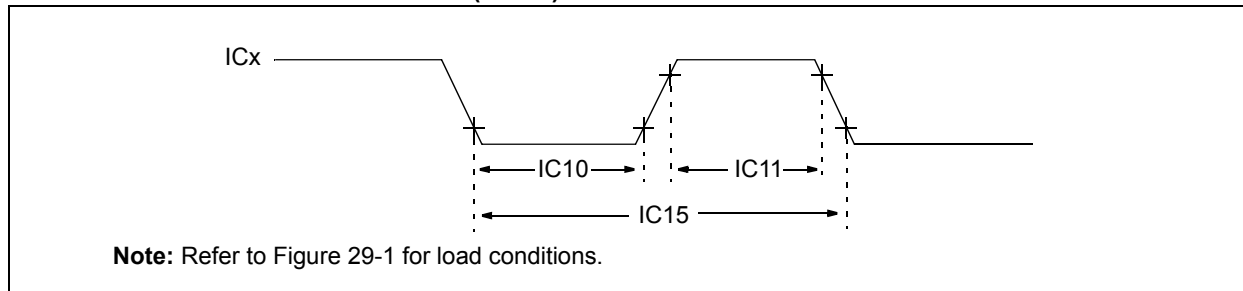 ICx
IC10
IC11
IC15
Note: Refer to Figure 29-1 for load conditions.